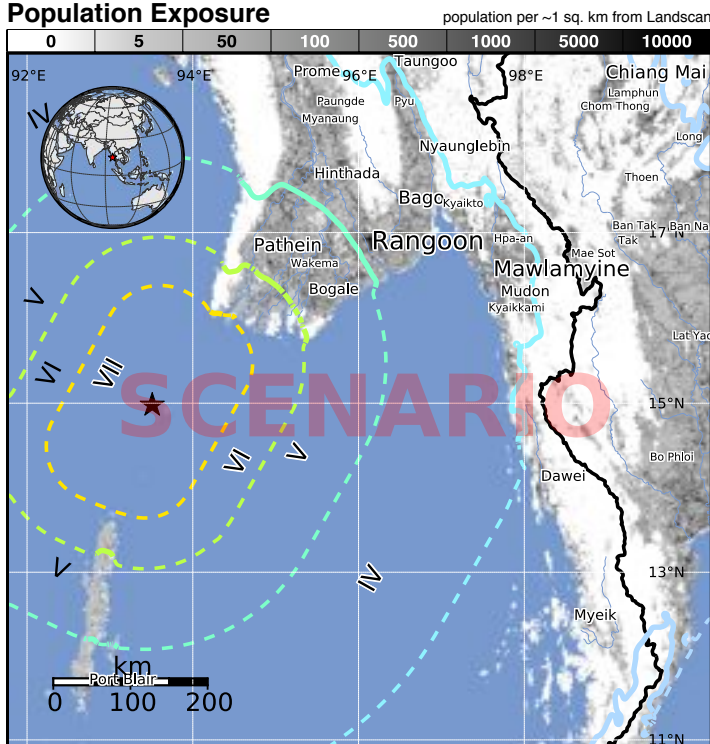 Population Exposure
population per ~1 sq. km from Landscan
0 5 50 100 500 1000 5000 10000
92°E 94°E 96°E 98°E
Taungoo
Prome
Chiang Mai
Lamphun
Paungde Pyu Chom Thong
Myanaung
IV
Nyaunglebin
Long
Hinthada
Thoen
Bago
Kyaikto
Ban Tak Ban Na
Pathein Rangoon Hpa-an Tak 17°N
Wakema
Mae Sot
Mawlamyine
Bogale Mudon
V
Kyaikkami
Lat Yao
VI VII
SCENARIO
15°N
VI V
Bo Phloi
Dawei
V IV
13°N
Myeik
km
Port Blair
0 100 200
11°N